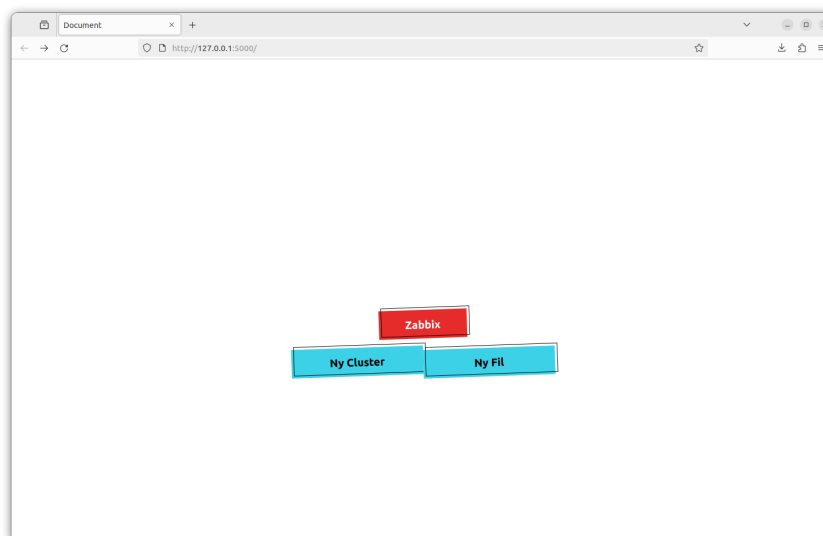 Document
http://127.0.0.1:5000/
Zabbix
Ny Cluster
Ny Fil